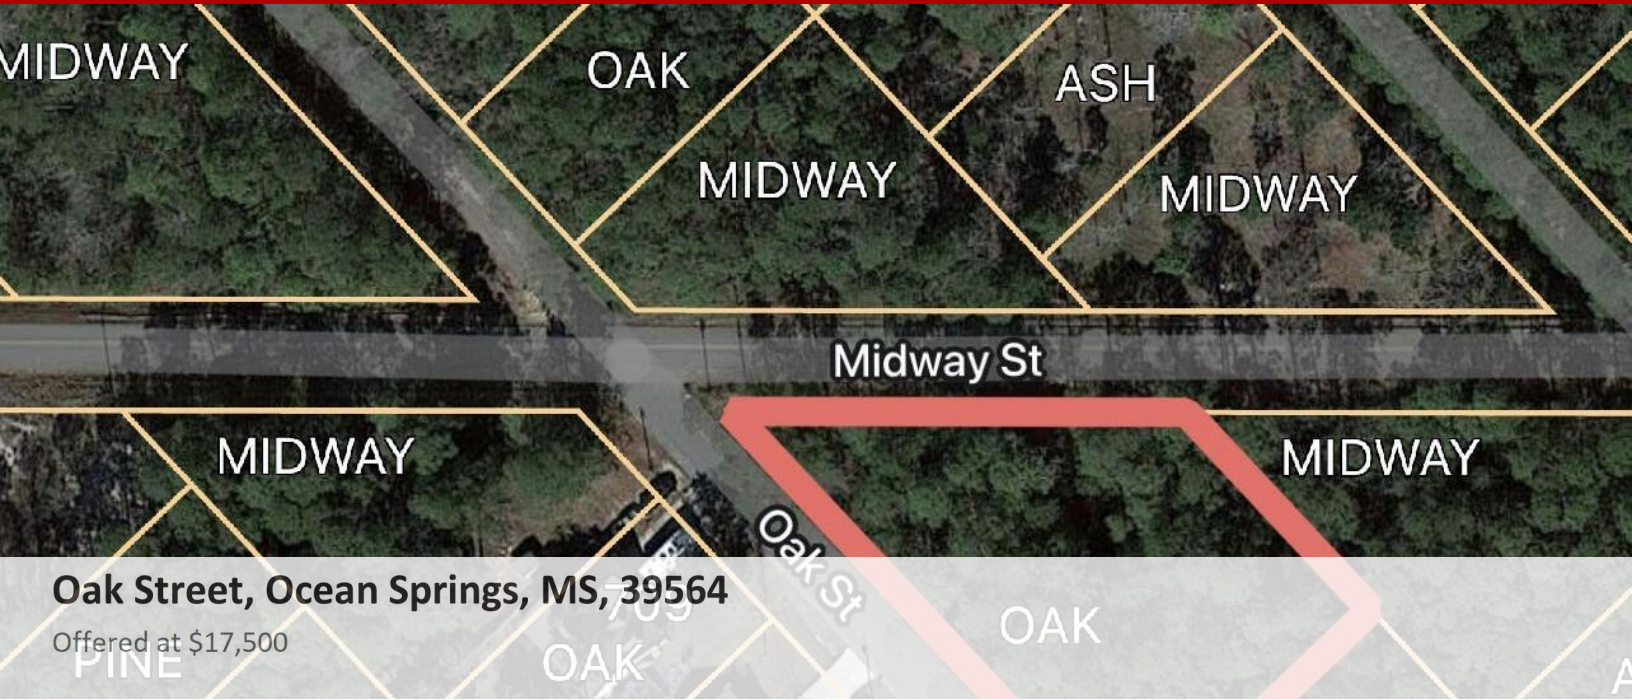 MIDWAY
OAK
ASH
MIDWAY
MIDWAY
Midway St
MIDWAY
MIDWAY
Oak St
Oak Street, Ocean Springs, MS, 39564
709
OAK
OAK
Offered at $17,500
PINE
A